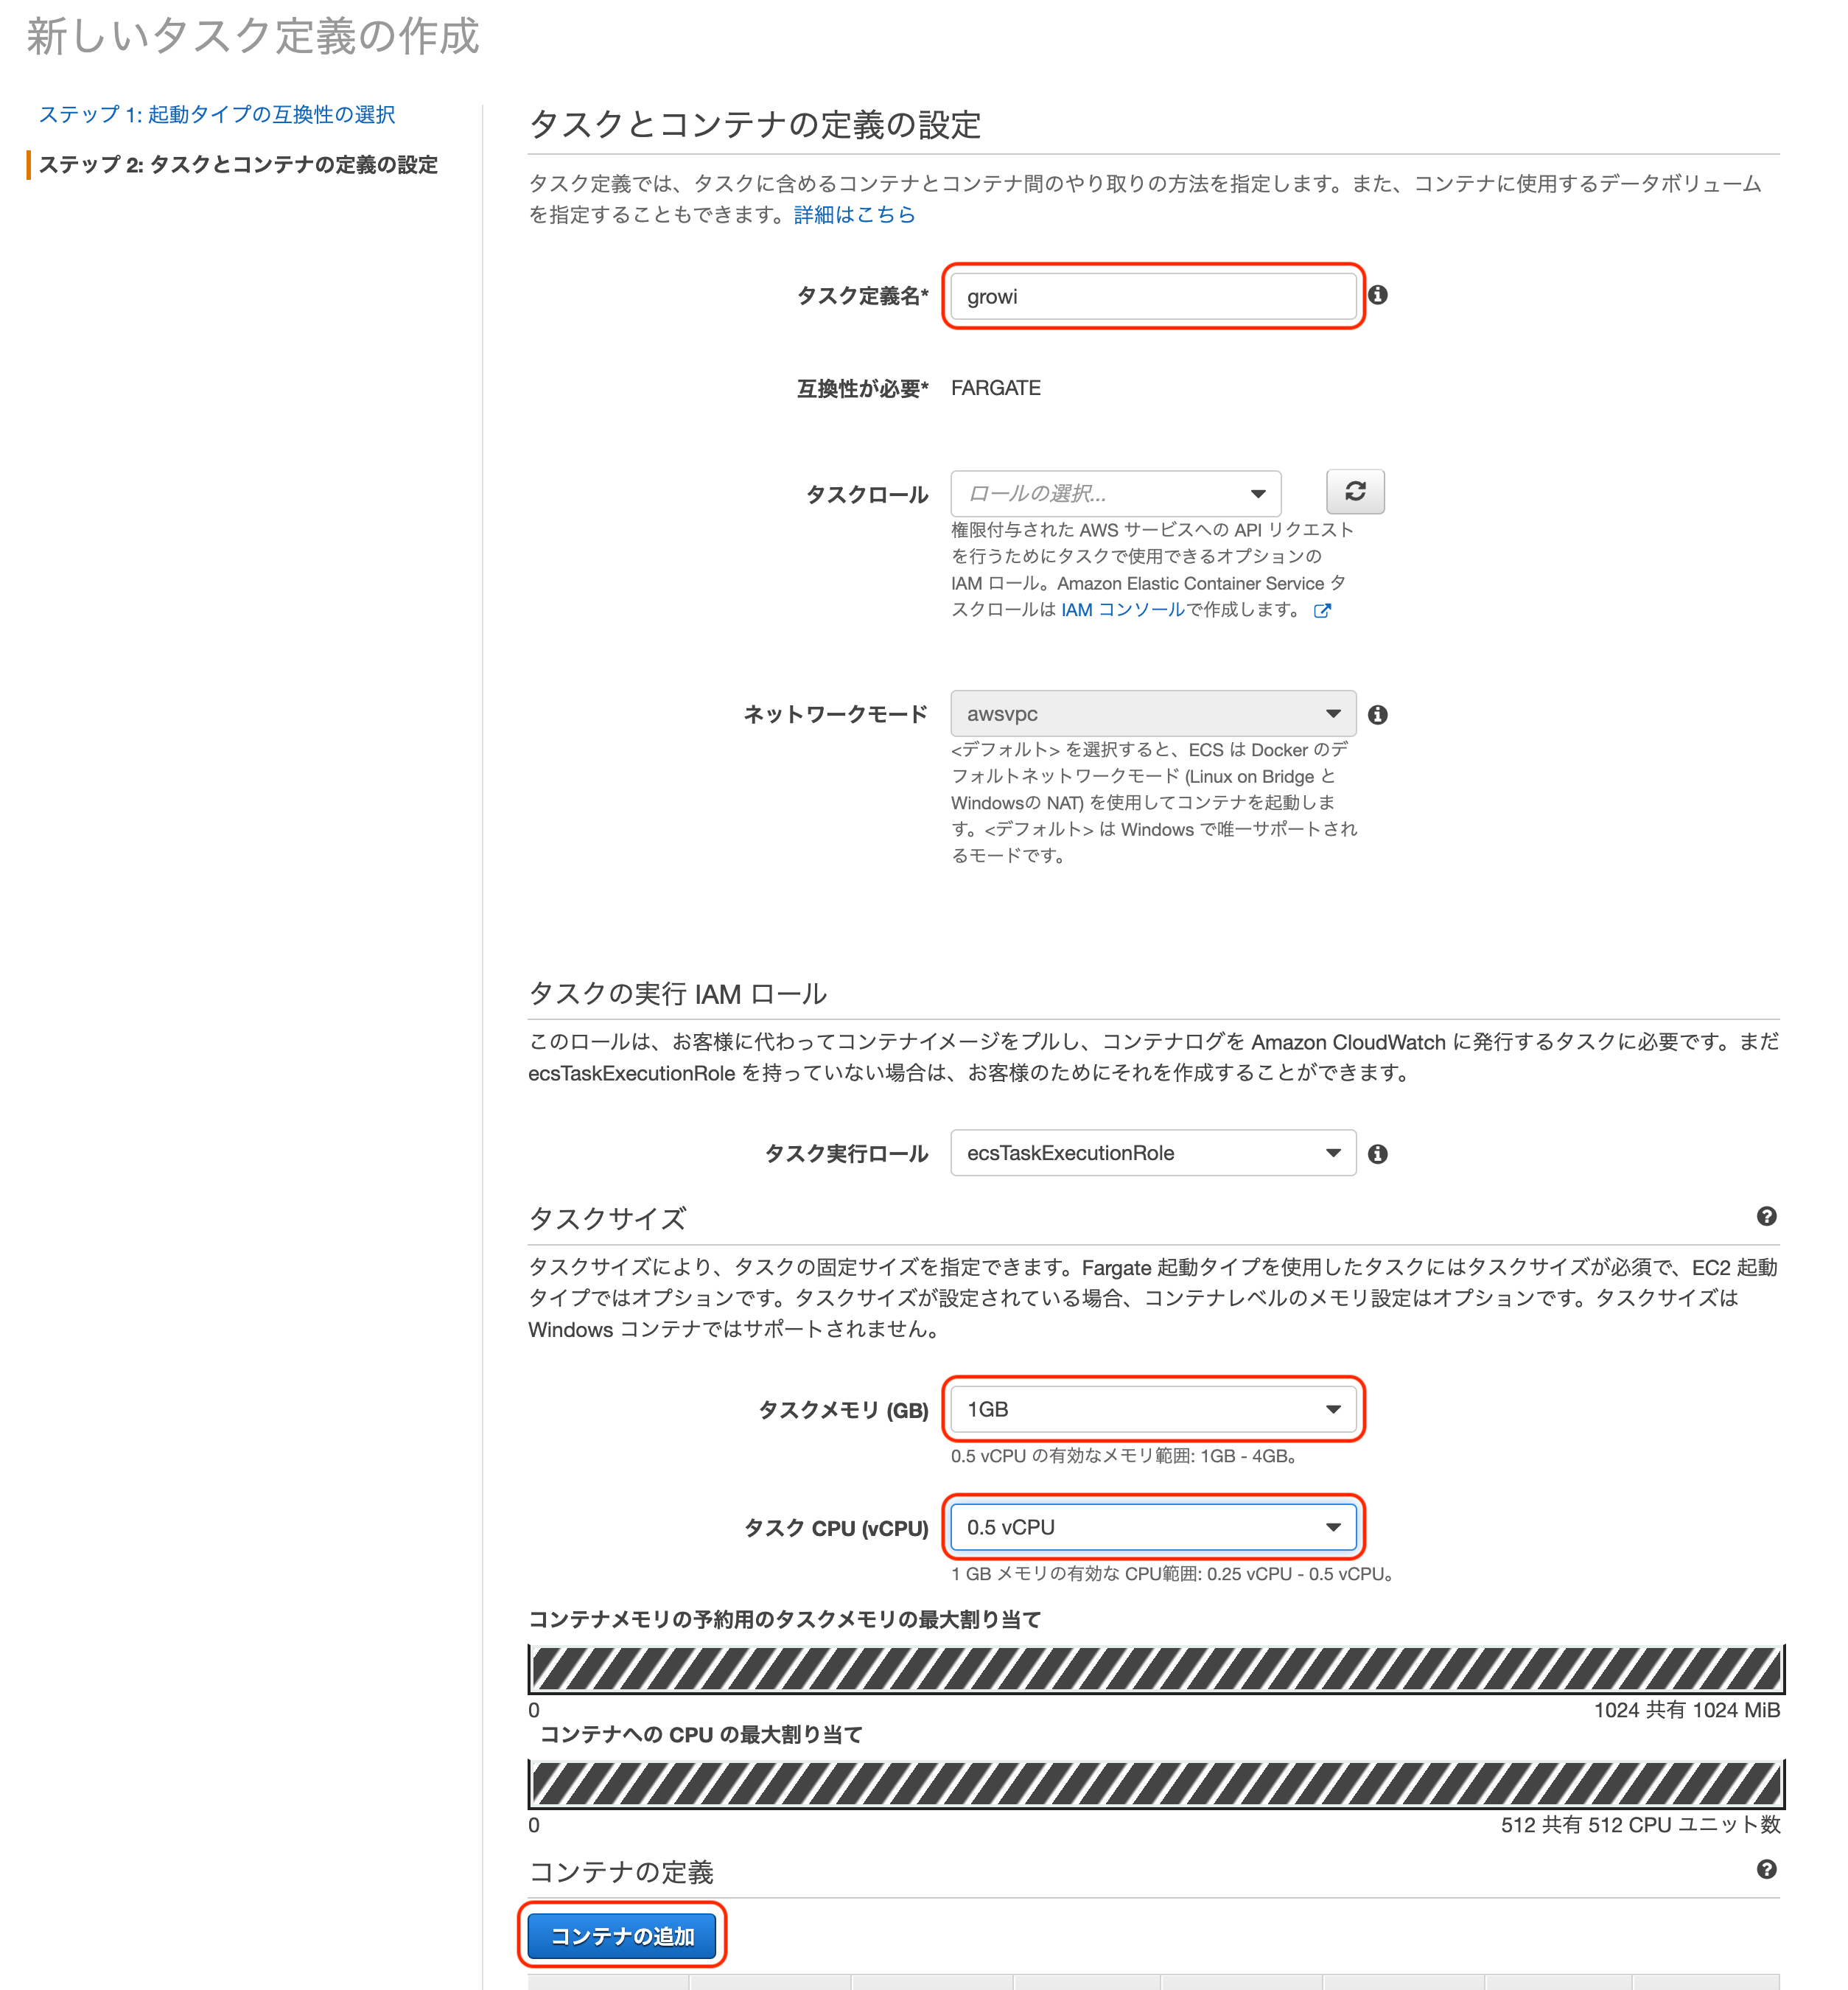 新しいタスク定義の作成
ステップ 1: 起動タイプの互換性の選択
ステップ 2: タスクとコンテナの定義の設定
タスクとコンテナの定義の設定
タスク定義では、タスクに含めるコンテナとコンテナ間のやり取りの方法を指定します。また、コンテナに使用するデータボリューム
を指定することもできます。詳細はこちら
タスク定義名* growi
互換性が必要* FARGATE
タスクロール ロールの選択...
権限付与された AWS サービスへの API リクエスト
を行うためにタスクで使用できるオプションの
IAM ロール。Amazon Elastic Container Service タ
スクロールは IAM コンソールで作成します。
ネットワークモード awsvpc
<デフォルト> を選択すると、ECS は Docker のデ
フォルトネットワークモード (Linux on Bridge と
Windowsの NAT) を使用してコンテナを起動しま
す。<デフォルト> は Windows で唯一サポートされ
るモードです。
タスクの実行 IAM ロール
このロールは、お客様に代わってコンテナイメージをプルし、コンテナログを Amazon CloudWatch に発行するタスクに必要です。まだ
ecsTaskExecutionRole を持っていない場合は、お客様のためにそれを作成することができます。
タスク実行ロール ecsTaskExecutionRole
タスクサイズ
タスクサイズにより、タスクの固定サイズを指定できます。Fargate 起動タイプを使用したタスクにはタスクサイズが必須で、EC2 起動
タイプではオプションです。タスクサイズが設定されている場合、コンテナレベルのメモリ設定はオプションです。タスクサイズは
Windows コンテナではサポートされません。
タスクメモリ (GB) 1GB
0.5 vCPU の有効なメモリ範囲: 1GB - 4GB。
タスク CPU (vCPU) 0.5 vCPU
1 GB メモリの有効な CPU範囲: 0.25 vCPU - 0.5 vCPU。
コンテナメモリの予約用のタスクメモリの最大割り当て
0 1024 共有 1024 MiB
コンテナへの CPU の最大割り当て
0 512 共有 512 CPU ユニット数
コンテナの定義
コンテナの追加